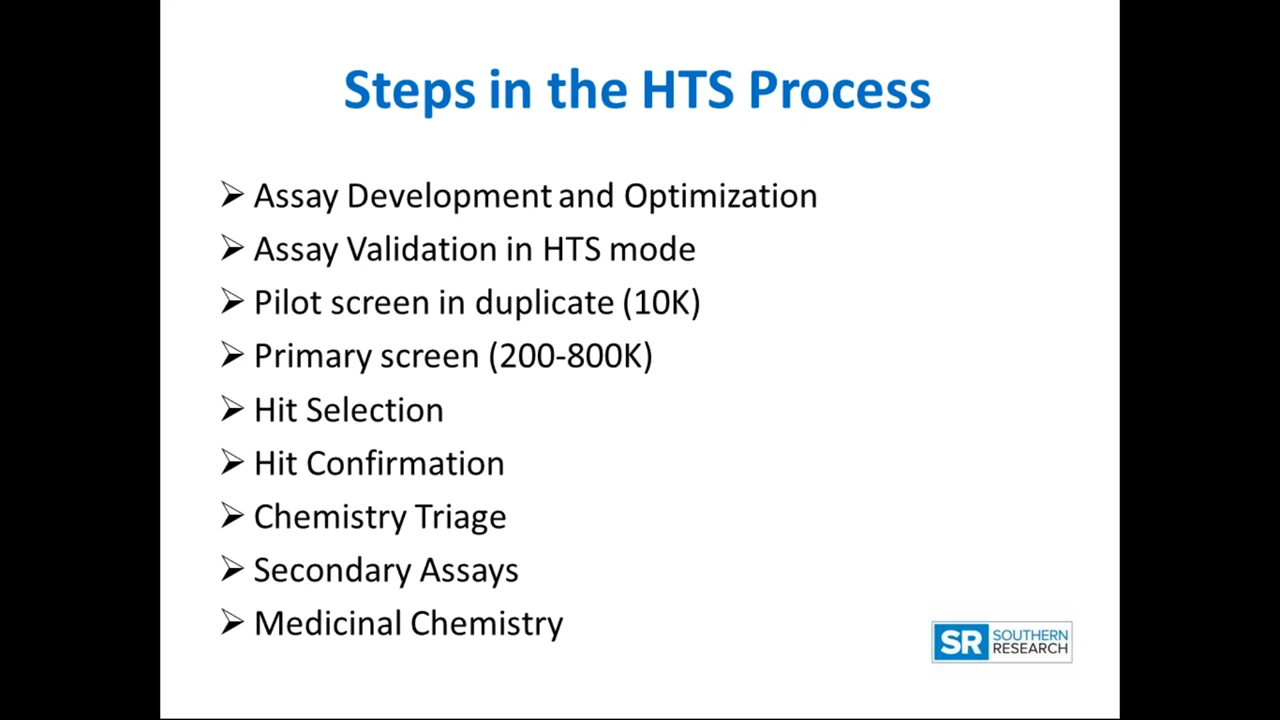 Steps in the HTS Process
Assay Development and Optimization
Assay Validation in HTS mode
Pilot screen in duplicate (10K)
Primary screen (200-800K)
Hit Selection
Hit Confirmation
Chemistry Triage
Secondary Assays
Medicinal Chemistry
SR SOUTHERN
RESEARCH